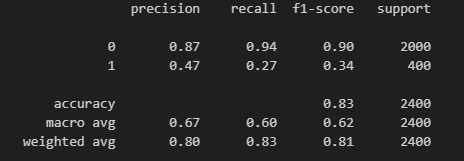 precision recall f1-score support
0 0.87 0.94 0.90 2000
1 0.47 0.27 0.34 400
accuracy 0.83 2400
macro avg 0.67 0.60 0.62 2400
weighted avg 0.80 0.83 0.81 2400